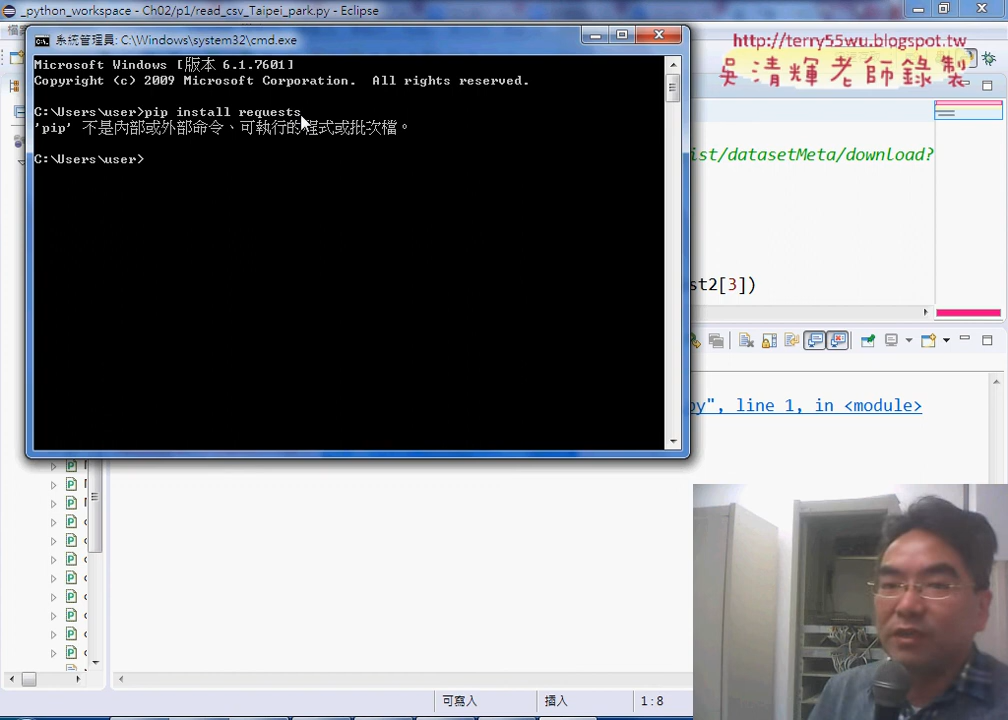 _python_workspace - Ch02/p1/read_csv_Taipei_park.py - Eclipse
系統管理員: C:\Windows\system32\cmd.exe
http://terry55wu.blogspot.tw
吳清輝老師錄製
Microsoft Windows [版本 6.1.7601]
Copyright (c) 2009 Microsoft Corporation. All rights reserved.
C:\Users\user>pip install requests
'pip' 不是內部或外部命令、可執行的程式或批次檔。
C:\Users\user>
ist/datasetMeta/download?
st2[3])
py", line 1, in <module>
可寫入
插入
1:8